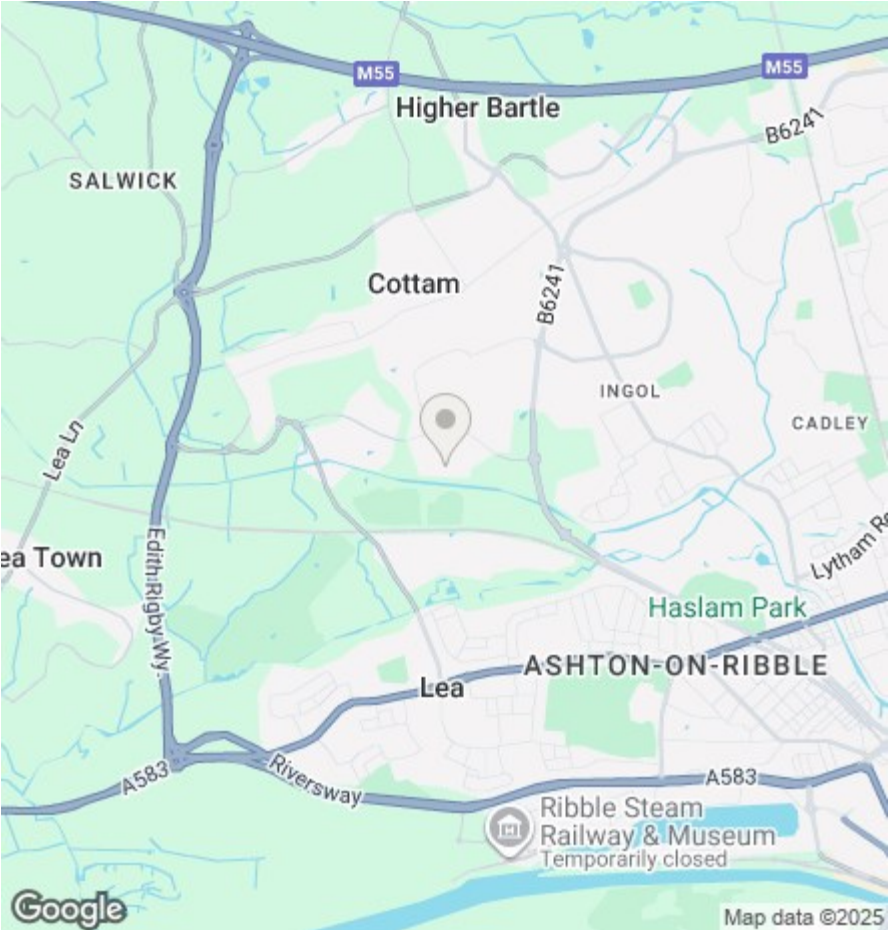 M55
M55
Higher Bartle
B6241
SALWICK
Cottam
B6241
INGOL
CADLEY
Lea Ln
Edith Rigby Wy.
ea Town
Lytham Ro
Haslam Park
ASHTON-ON-RIBBLE
Lea
A583
Riversway
A583
Ribble Steam
Railway & Museum
Temporarily closed
Google
Map data ©2025